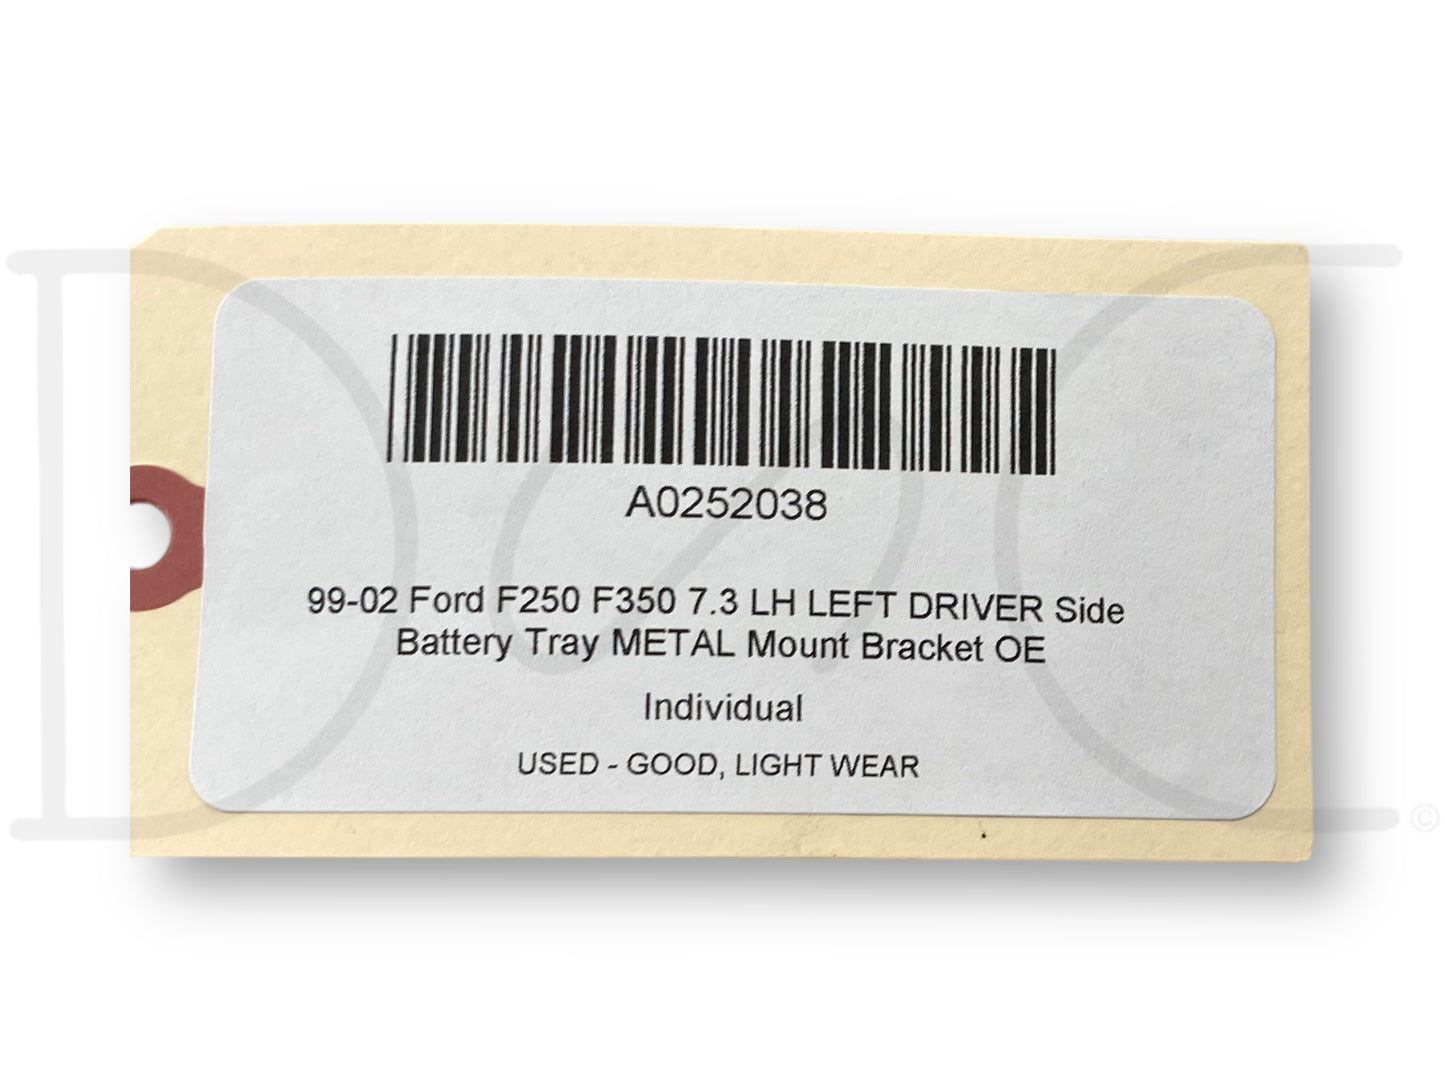 A0252038
99-02 Ford F250 F350 7.3 LH LEFT DRIVER Side
Battery Tray METAL Mount Bracket OE
Individual
USED - GOOD, LIGHT WEAR
©